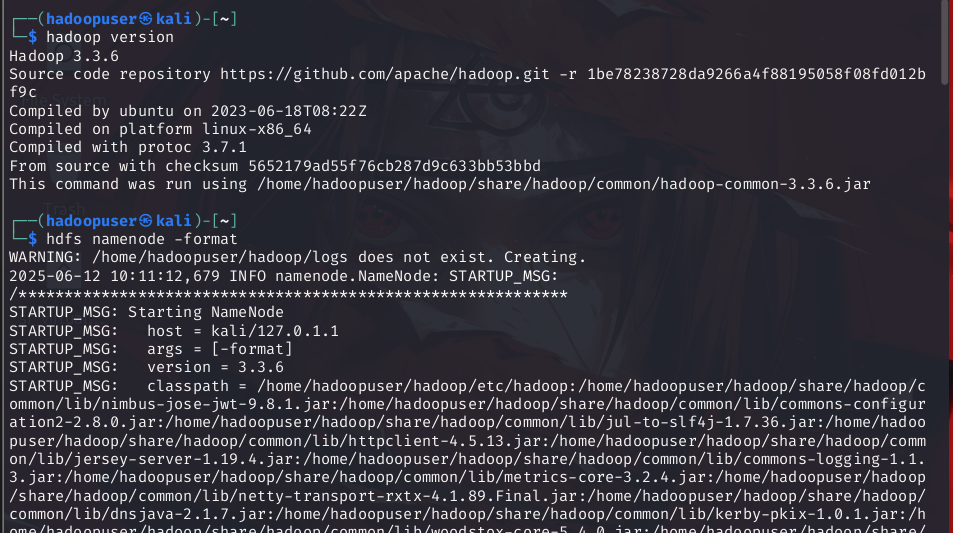 ┌──(hadoopuser㉿kali)-[~]
└─$ hadoop version
Hadoop 3.3.6
Source code repository https://github.com/apache/hadoop.git -r 1be78238728da9266a4f88195058f08fd012b
f9c
Compiled by ubuntu on 2023-06-18T08:22Z
Compiled on platform linux-x86_64
Compiled with protoc 3.7.1
From source with checksum 5652179ad55f76cb287d9c633bb53bbd
This command was run using /home/hadoopuser/hadoop/share/hadoop/common/hadoop-common-3.3.6.jar
Trash
┌──(hadoopuser㉿kali)-[~]
└─$ hdfs namenode -format
WARNING: /home/hadoopuser/hadoop/logs does not exist. Creating.
2025-06-12 10:11:12,679 INFO namenode.NameNode: STARTUP_MSG:
/************************************************************
STARTUP_MSG: Starting NameNode
STARTUP_MSG:   host = kali/127.0.1.1
STARTUP_MSG:   args = [-format]
STARTUP_MSG:   version = 3.3.6
STARTUP_MSG:   classpath = /home/hadoopuser/hadoop/etc/hadoop:/home/hadoopuser/hadoop/share/hadoop/c
ommon/lib/nimbus-jose-jwt-9.8.1.jar:/home/hadoopuser/hadoop/share/hadoop/common/lib/commons-configur
ation2-2.8.0.jar:/home/hadoopuser/hadoop/share/hadoop/common/lib/jul-to-slf4j-1.7.36.jar:/home/hadoo
puser/hadoop/share/hadoop/common/lib/httpclient-4.5.13.jar:/home/hadoopuser/hadoop/share/hadoop/comm
on/lib/jersey-server-1.19.4.jar:/home/hadoopuser/hadoop/share/hadoop/common/lib/commons-logging-1.1.
3.jar:/home/hadoopuser/hadoop/share/hadoop/common/lib/metrics-core-3.2.4.jar:/home/hadoopuser/hadoop
/share/hadoop/common/lib/netty-transport-rxtx-4.1.89.Final.jar:/home/hadoopuser/hadoop/share/hadoop/
common/lib/dnsjava-2.1.7.jar:/home/hadoopuser/hadoop/share/hadoop/common/lib/kerby-pkix-1.0.1.jar:/h
ome/hadoopuser/hadoop/share/hadoop/common/lib/woodstox-core-5.4.0.jar:/home/hadoopuser/hadoop/share/